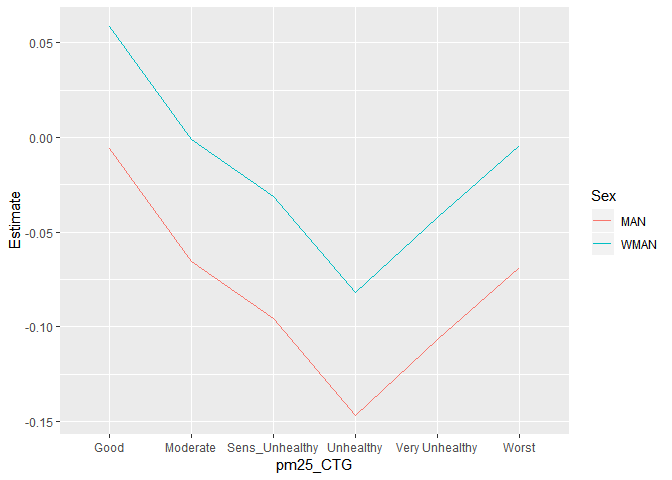 0.05
0.00
-0.05
-0.10
-0.15
Estimate
Good Moderate Sens_Unhealthy Unhealthy Very Unhealthy Worst
pm25_CTG
Sex
MAN
WMAN